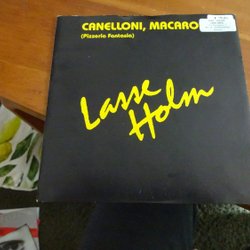 CANELLONI, MACARO
(Pizzeria Fantasia)
Lasse
Holm